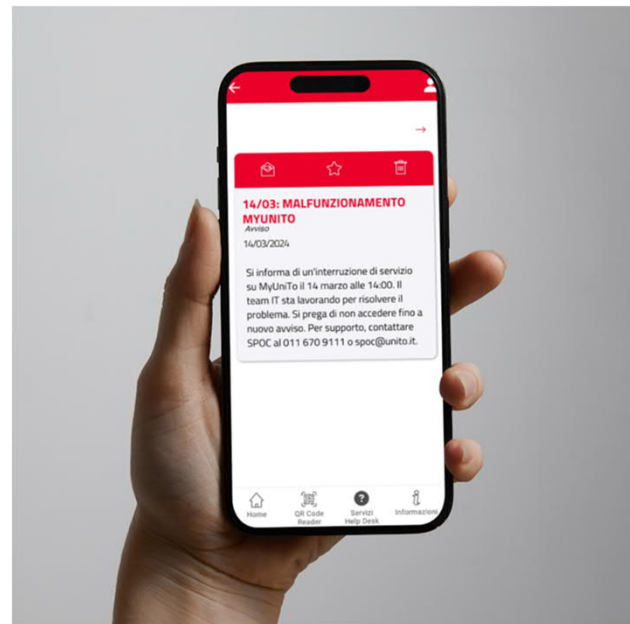 14/03: MALFUNZIONAMENTO
MYUNITO
Avviso
14/03/2024
Si informa di un'interruzione di servizio
su MyUniTo il 14 marzo alle 14:00. Il
team IT sta lavorando per risolvere il
problema. Si prega di non accedere fino a
nuovo avviso. Per supporto, contattare
SPOC al 011 670 9111 o spoc@unito.it.
Home
QR Code
Reader
Servizi
Help Desk
Informazioni